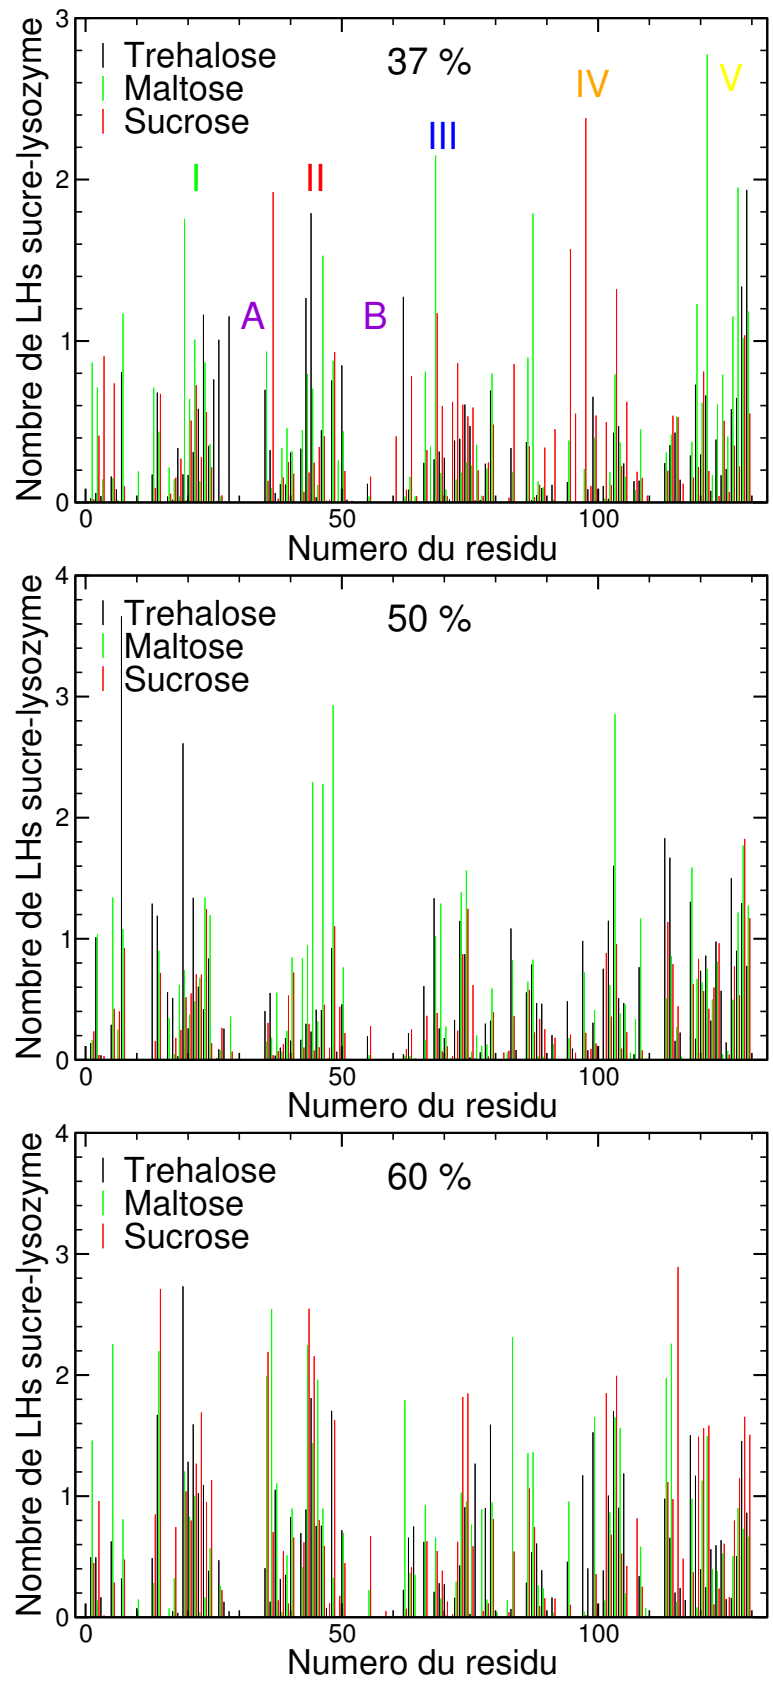 3
Trehalose
37 %
Maltose
IV
V
Sucrose
III
2
I
II
A
B
1
0
0
50
100
Nombre de LHs sucre-lysozyme
Numero du residu
4
Trehalose
50 %
Maltose
Sucrose
3
2
1
0
0
50
100
Nombre de LHs sucre-lysozyme
Numero du residu
4
Trehalose
60 %
Maltose
Sucrose
3
2
1
0
0
50
100
Nombre de LHs sucre-lysozyme
Numero du residu